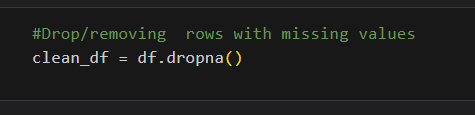 #Drop/removing  rows with missing values
clean_df = df.dropna()